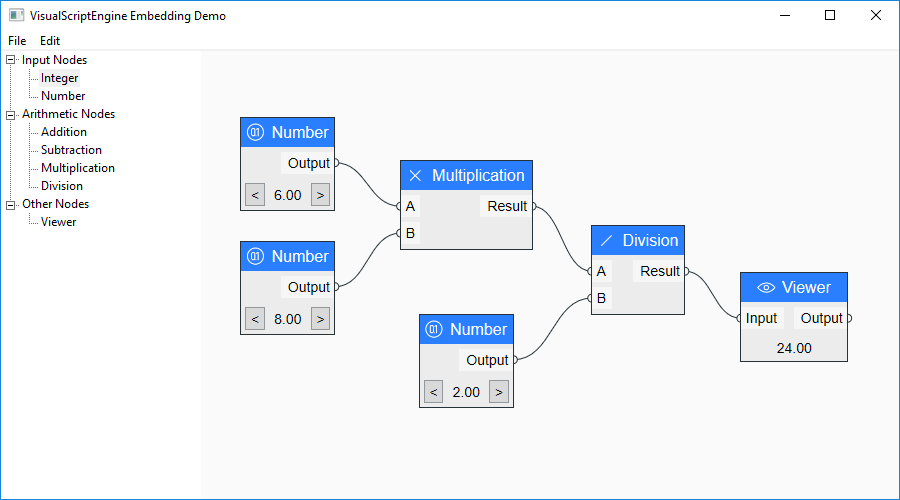 VisualScriptEngine Embedding Demo
File Edit
Input Nodes
Integer
Number
Arithmetic Nodes
Addition
Subtraction
Multiplication
Division
Other Nodes
Viewer
01 Number
Output
< 6.00 >
01 Number
Output
< 8.00 >
Multiplication
A Result
B
01 Number
Output
< 2.00 >
Division
A Result
B
Viewer
Input Output
24.00